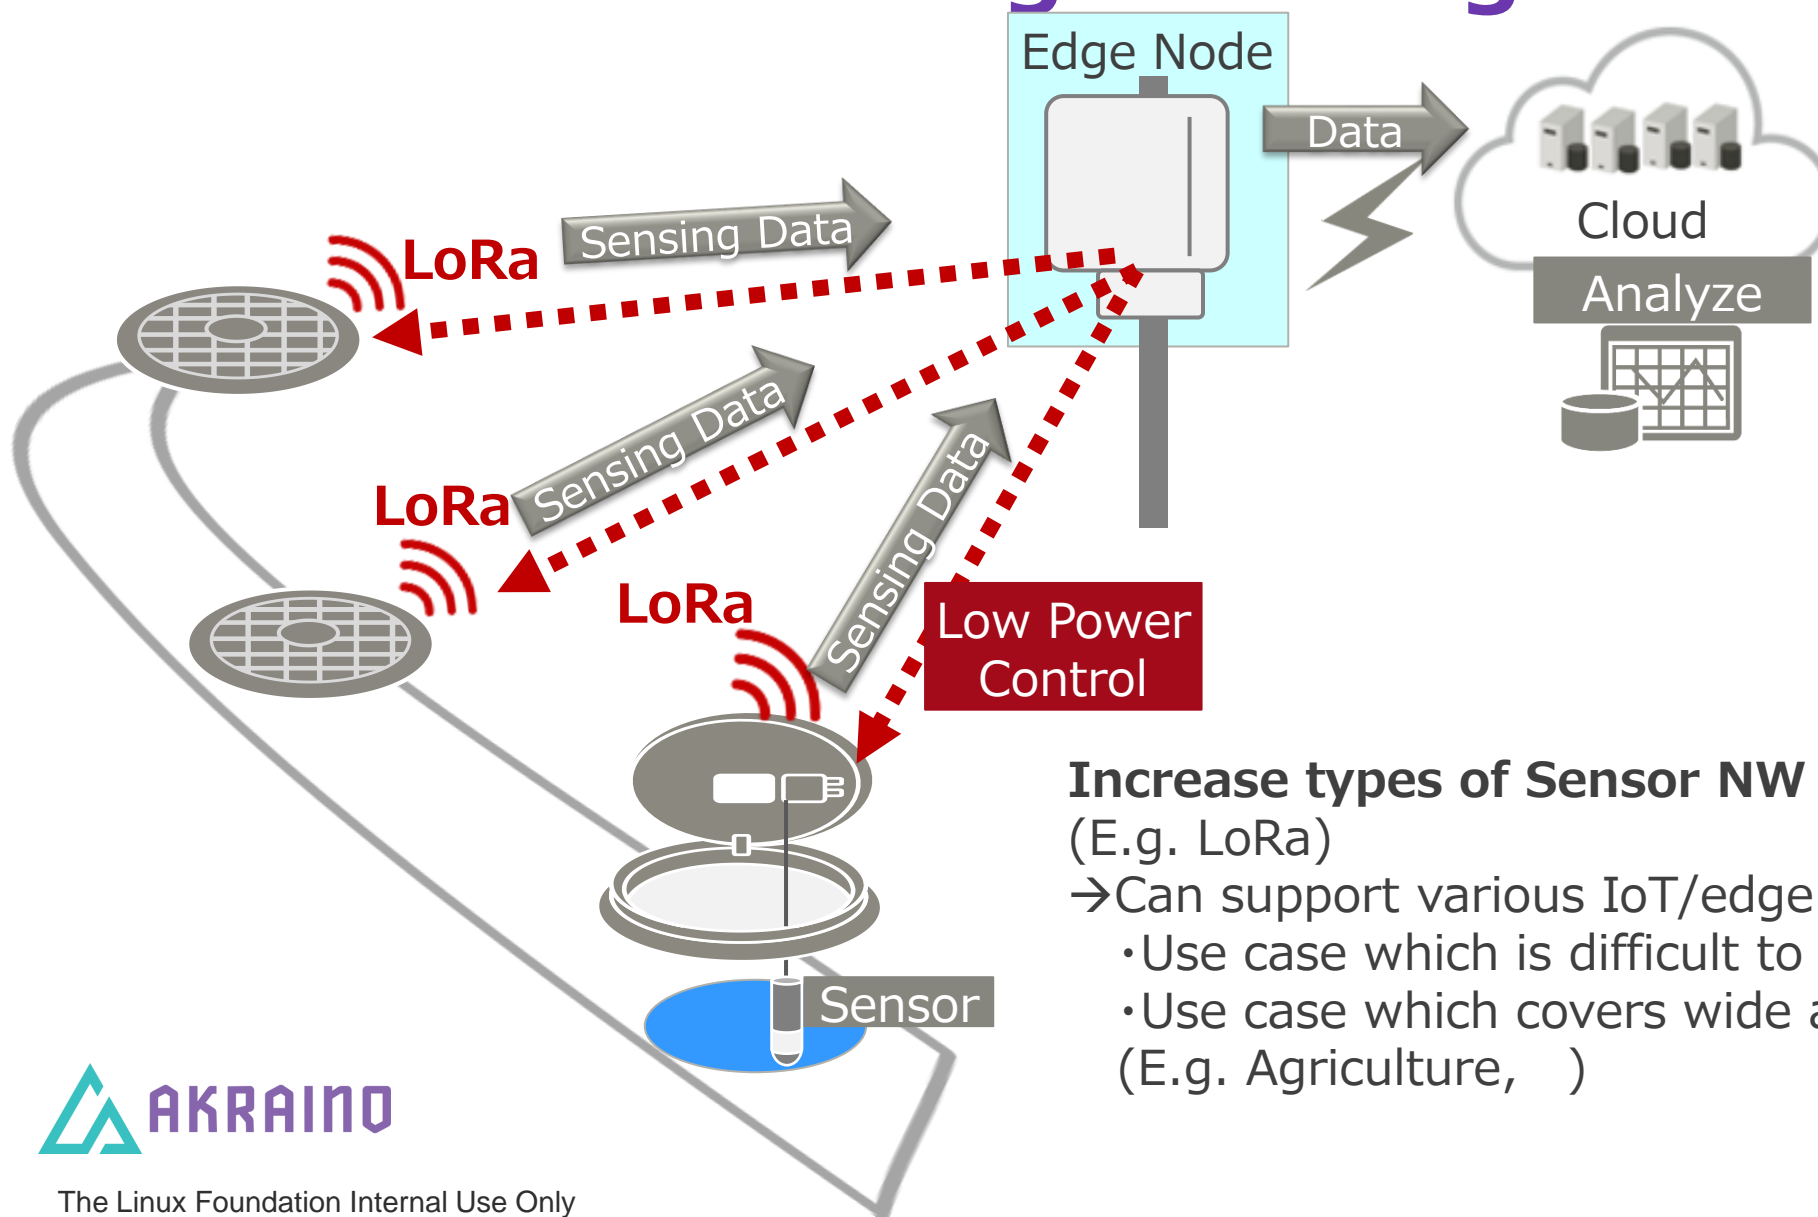 Edge Node
Data
Cloud
Analyze
LoRa
Sensing Data
LoRa
Sensing Data
LoRa
Sensing Data
Low Power
Control
Sensor
Increase types of Sensor NW
(E.g. LoRa)
→Can support various IoT/edge
・Use case which is difficult to
・Use case which covers wide
(E.g. Agriculture,   )
AKRAINO
The Linux Foundation Internal Use Only